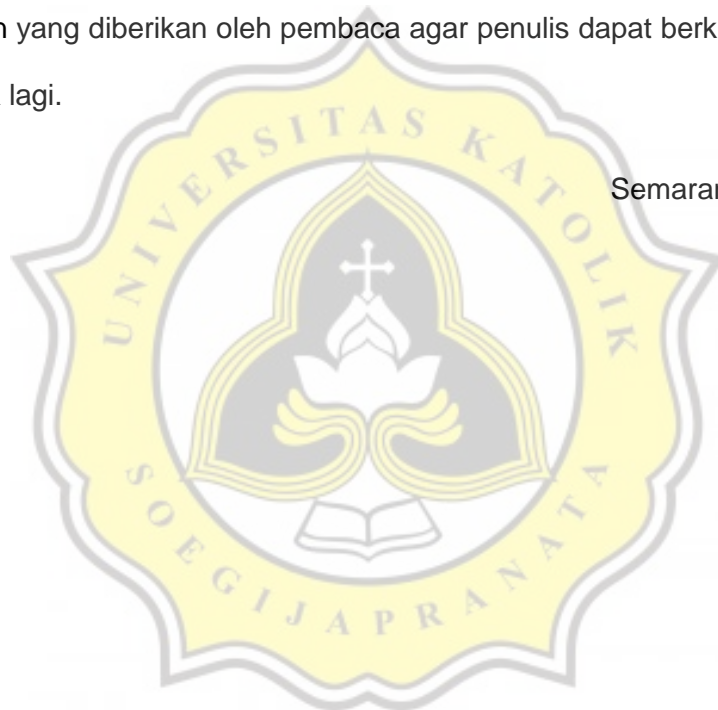 yang diberikan oleh pembaca agar penulis dapat
lagi.
UNIVERSITAS KATOLIK
SOEGIJAPRANATA